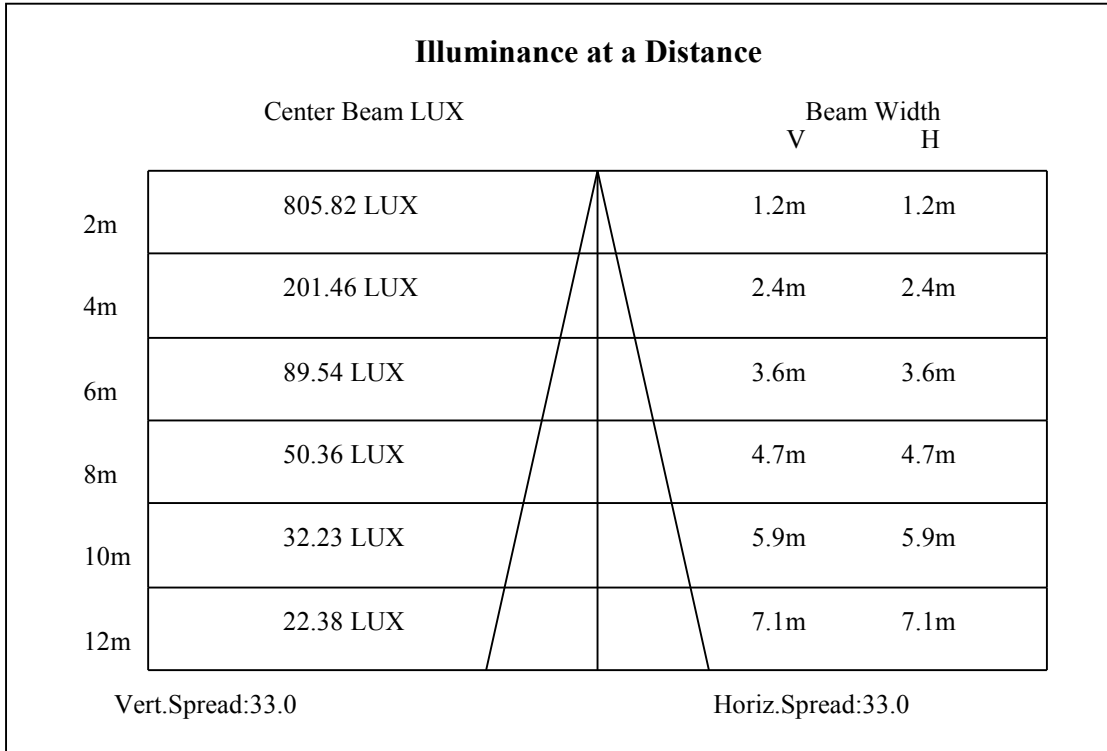 Illuminance at a Distance
Center Beam LUX Beam Width
V H
2m 805.82 LUX 1.2m 1.2m
4m 201.46 LUX 2.4m 2.4m
6m 89.54 LUX 3.6m 3.6m
8m 50.36 LUX 4.7m 4.7m
10m 32.23 LUX 5.9m 5.9m
12m 22.38 LUX 7.1m 7.1m
Vert.Spread:33.0 Horiz.Spread:33.0